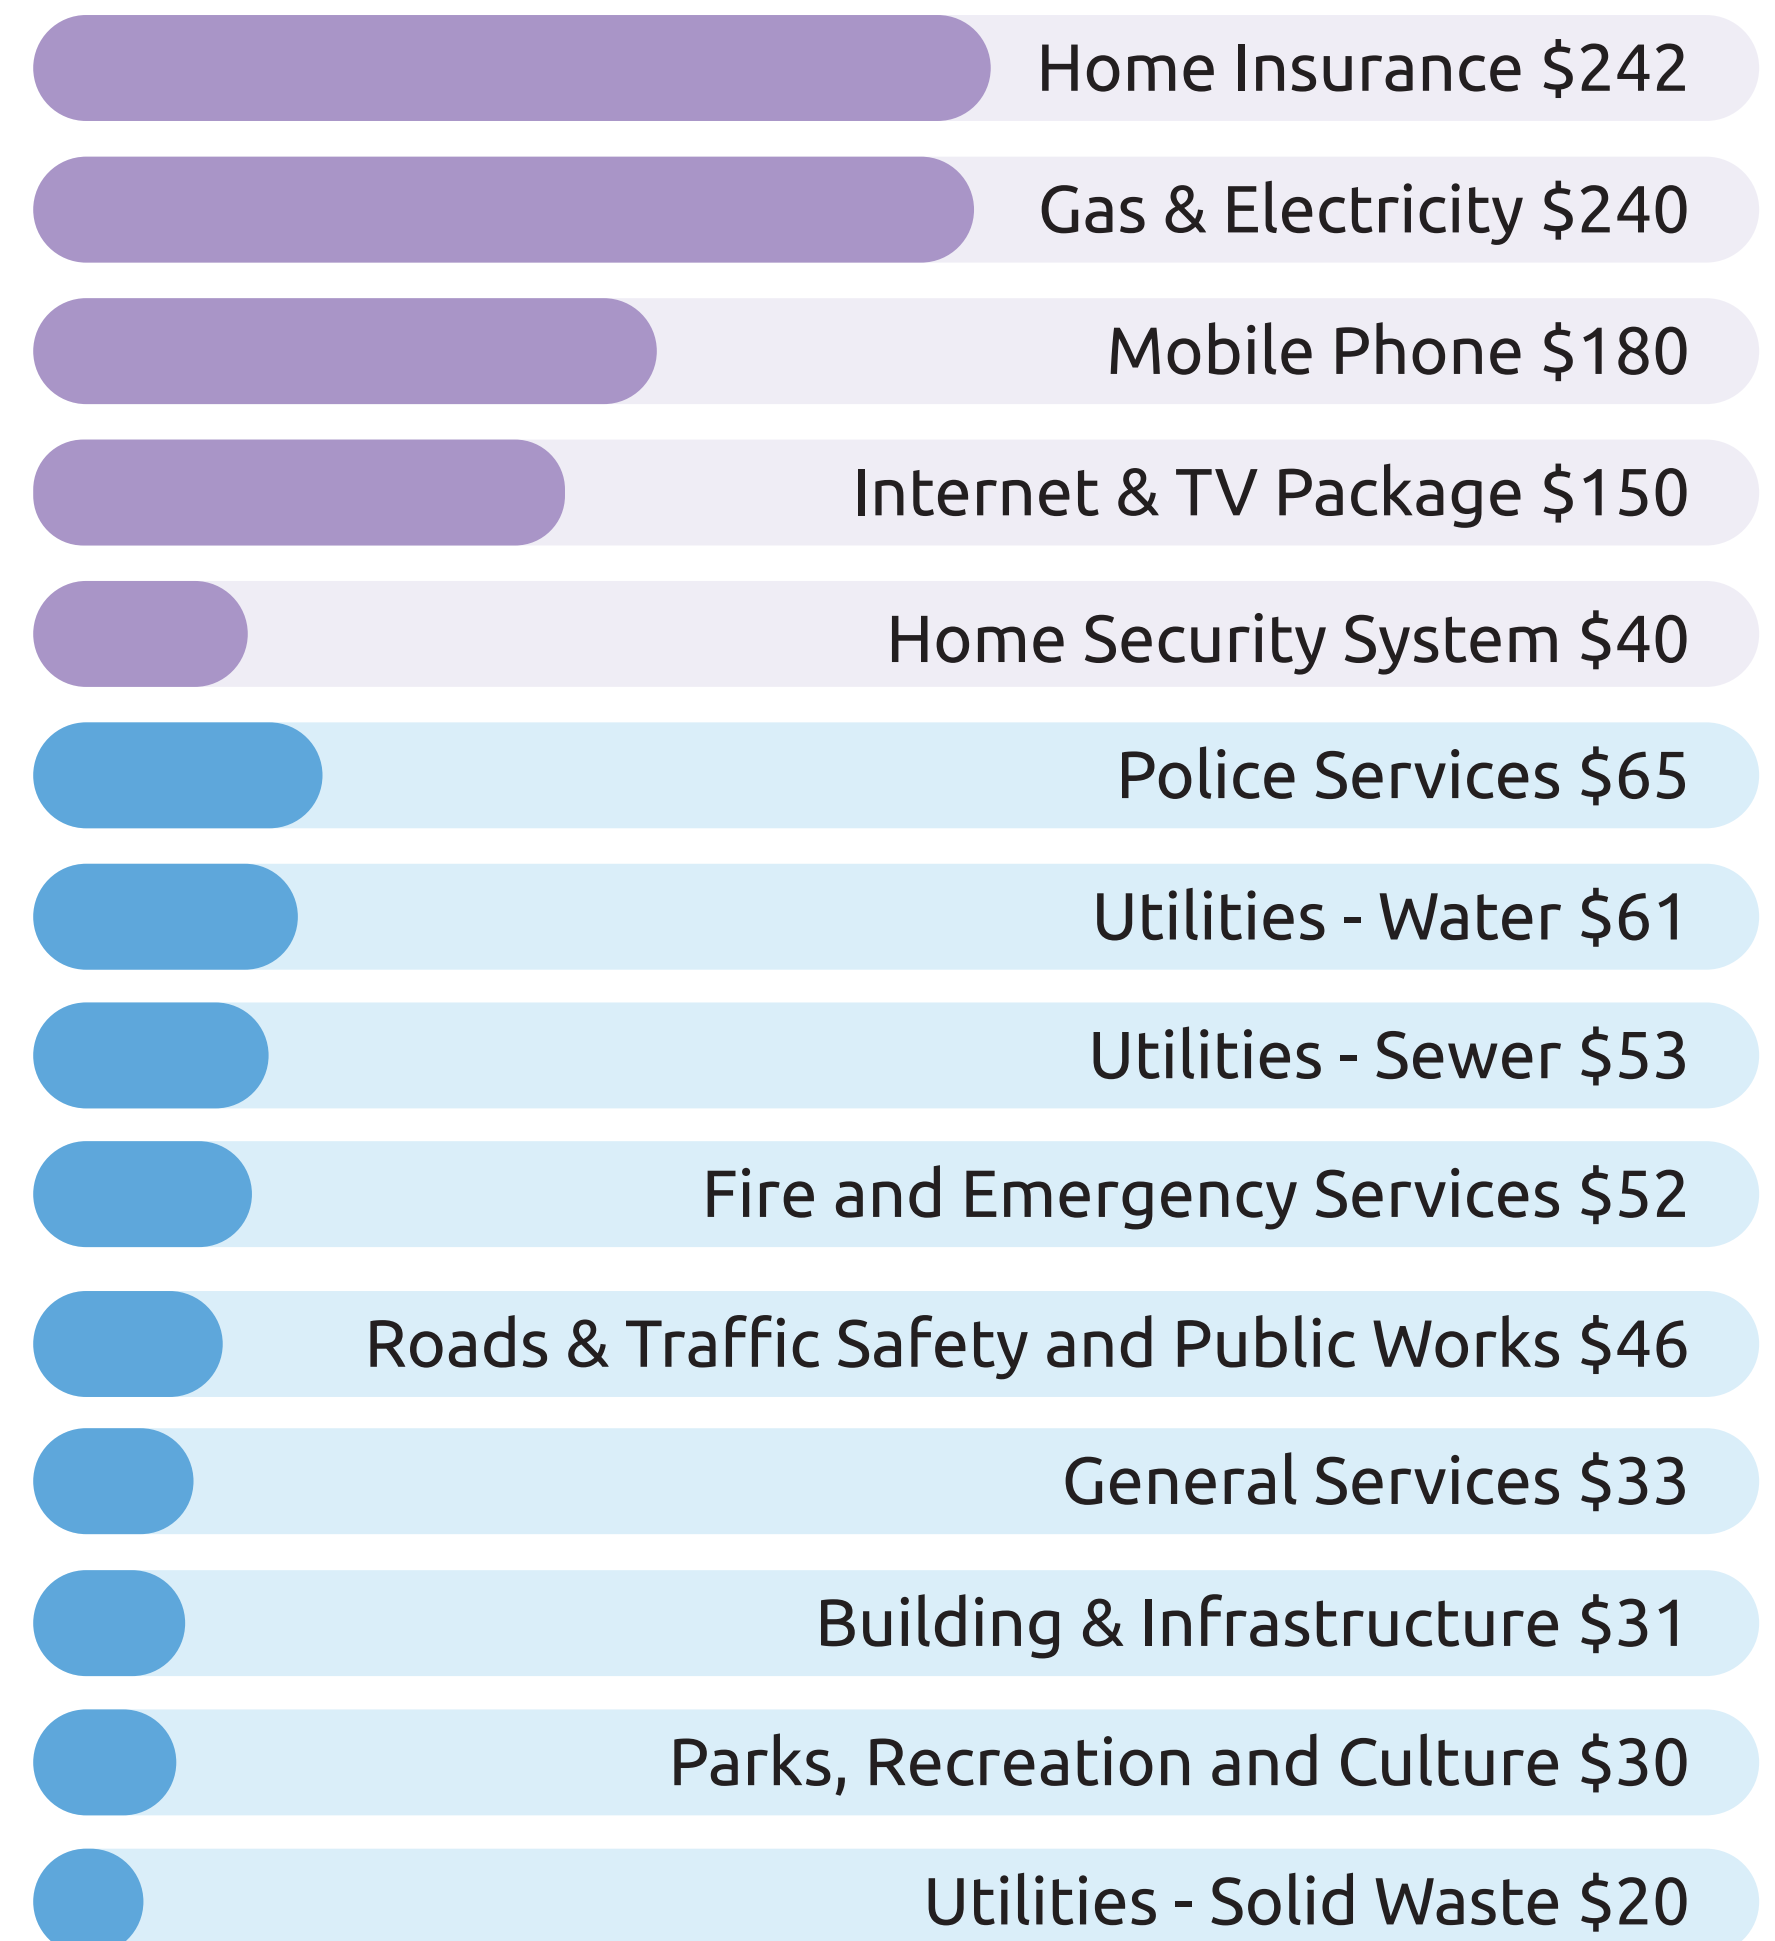 Home Insurance $242
Gas & Electricity $240
Mobile Phone $180
Internet & TV Package $150
Home Security System $40
Police Services $65
Utilities - Water $61
Utilities - Sewer $53
Fire and Emergency Services $52
Roads & Traffic Safety and Public Works $46
General Services $33
Building & Infrastructure $31
Parks, Recreation and Culture $30
Utilities - Solid Waste $20